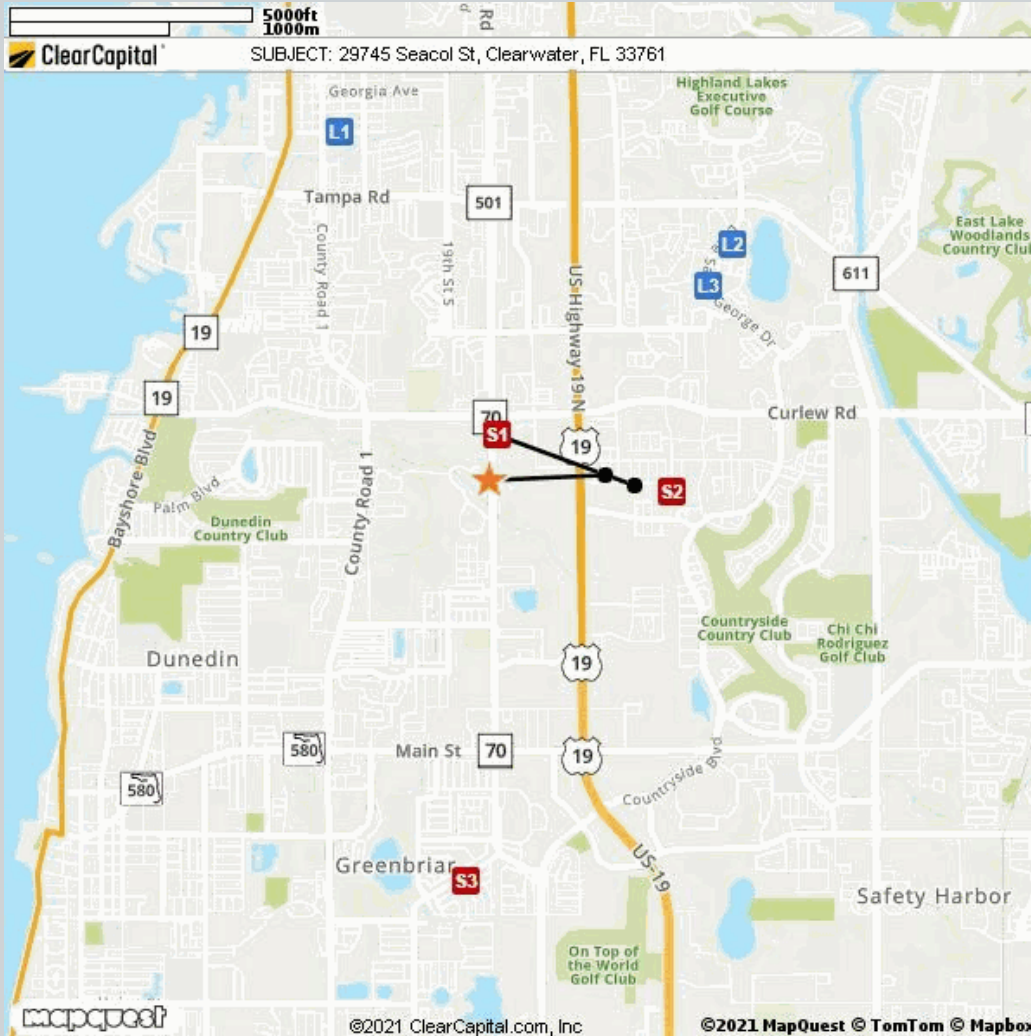 5000ft
1000m
Rd
ClearCapital
SUBJECT: 29745 Seacol St, Clearwater, FL 33761
Georgia Ave
Highland Lakes
Executive
Golf Course
L1
Tampa Rd
501
East Lake
Woodlands
County Road 1
19th St S
L2
611
L3
George Dr
US Highway 19 N
19
19
70
S1
Curlew Rd
19
Bayshore Blvd
Palm Blvd
County Road 1
S2
Dunedin
Country Club
Countryside
Country Club
Chi Chi
Rodriguez
Golf Club
Dunedin
19
580
Main St
70
19
580
Countryside Blvd
Greenbriar
S3
US-19
Safety Harbor
On Top of
the World
Golf Club
mapquest
©2021 ClearCapital.com, Inc
©2021 MapQuest © TomTom © Mapbox